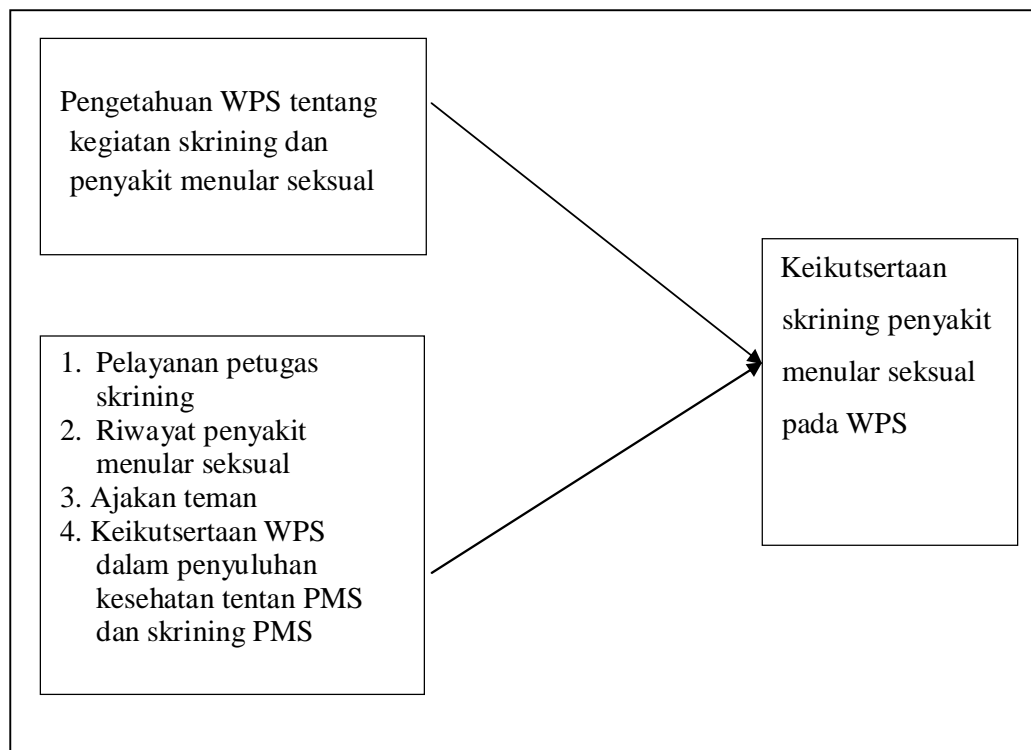 Pengetahuan WPS tentang
kegiatan skrining dan
penyakit menular seksual
1. Pelayanan petugas
skrining
2. Riwayat penyakit
menular seksual
3. Ajakan teman
4. Keikutsertaan WPS
dalam penyuluhan
kesehatan tentan PMS
dan skrining PMS
Keikutsertaan
skrining penyakit
menular seksual
pada WPS